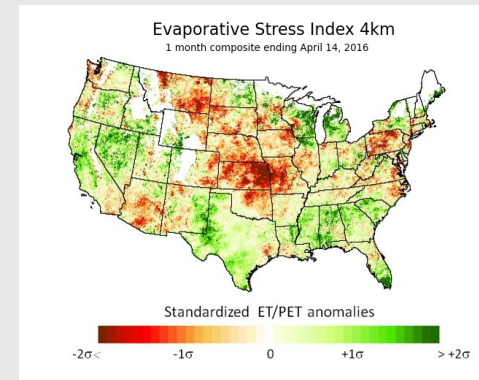 Evaporative Stress Index 4km
1 month composite ending April 14, 2016
Standardized ET/PET anomalies
-2σ< -1σ 0 +1σ > +2σ